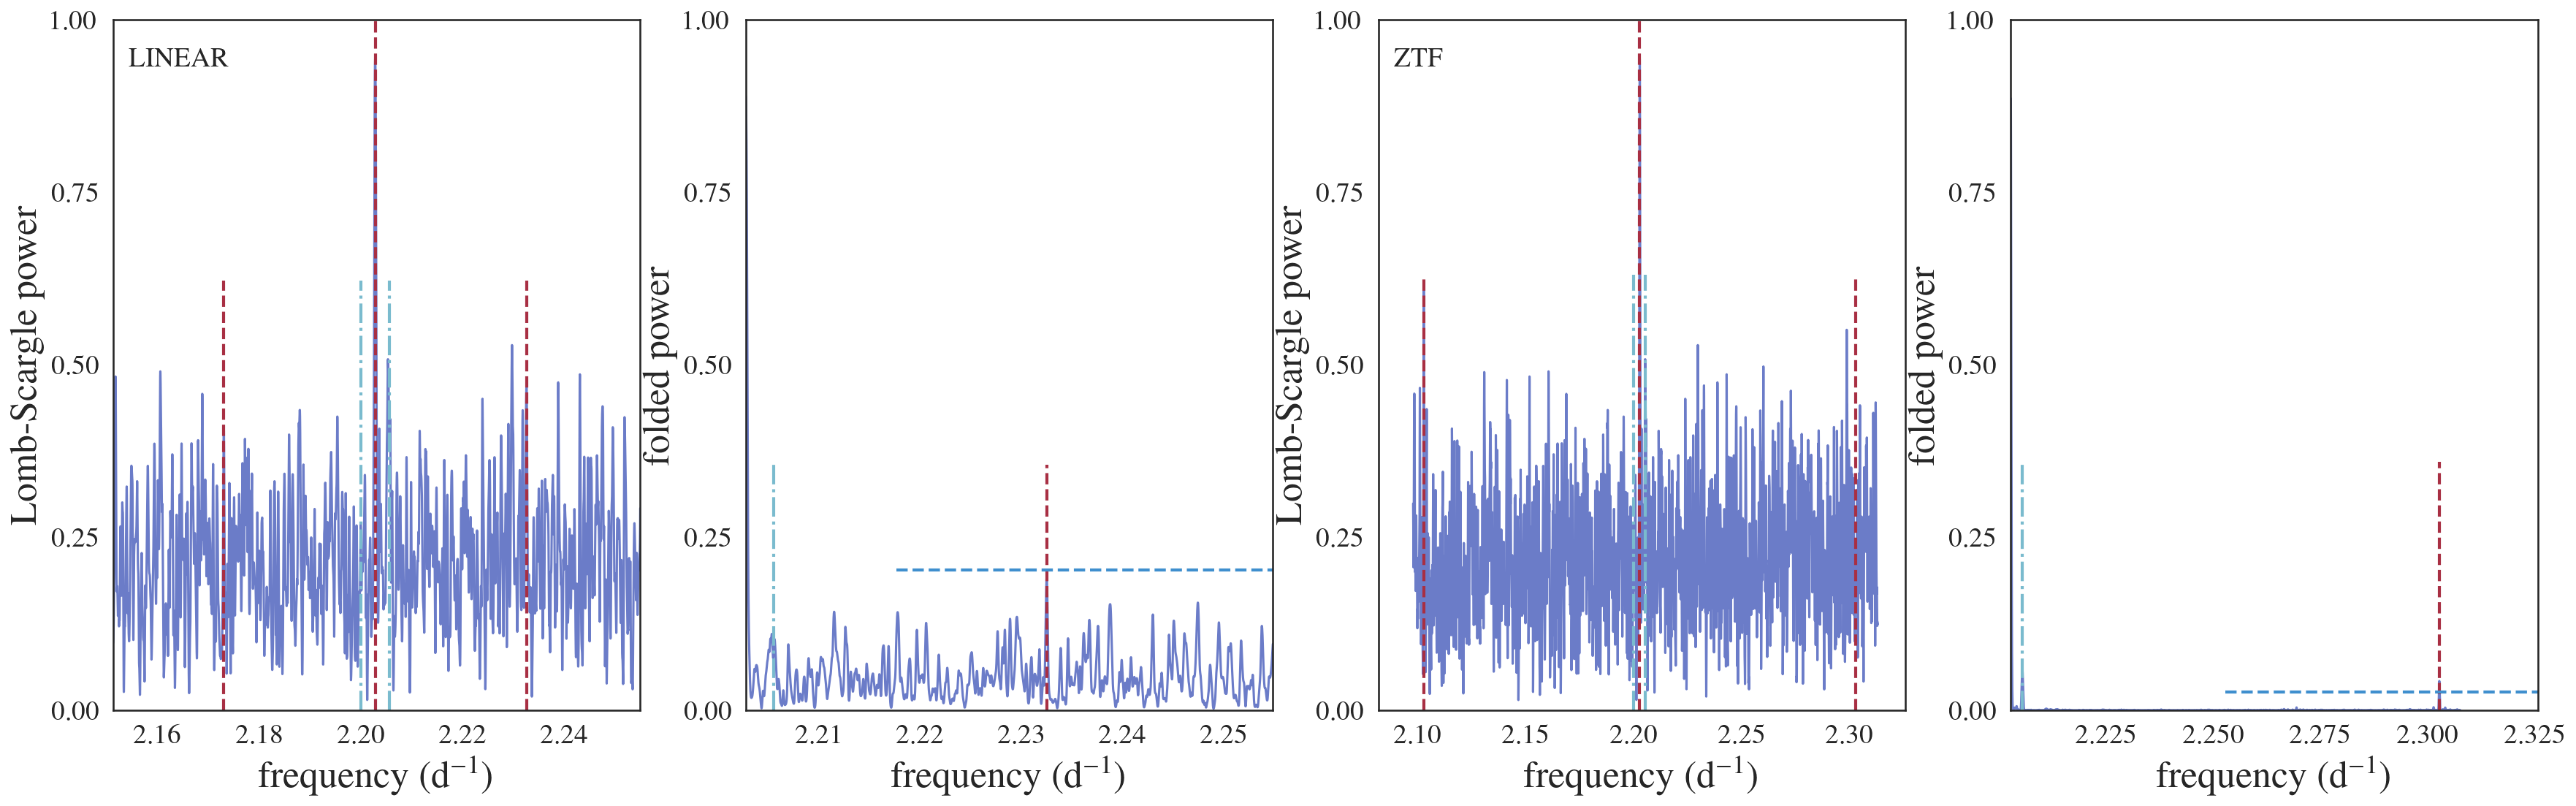 LINEAR
1.00
0.75
0.50
0.25
0.00
Lomb-Scargle power
2.16 2.18 2.20 2.22 2.24
frequency (d⁻¹)
1.00
0.75
0.50
0.25
0.00
folded power
2.21 2.22 2.23 2.24 2.25
frequency (d⁻¹)
ZTF
1.00
0.75
0.50
0.25
0.00
Lomb-Scargle power
2.10 2.15 2.20 2.25 2.30
frequency (d⁻¹)
1.00
0.75
0.50
0.25
0.00
folded power
2.225 2.250 2.275 2.300 2.325
frequency (d⁻¹)